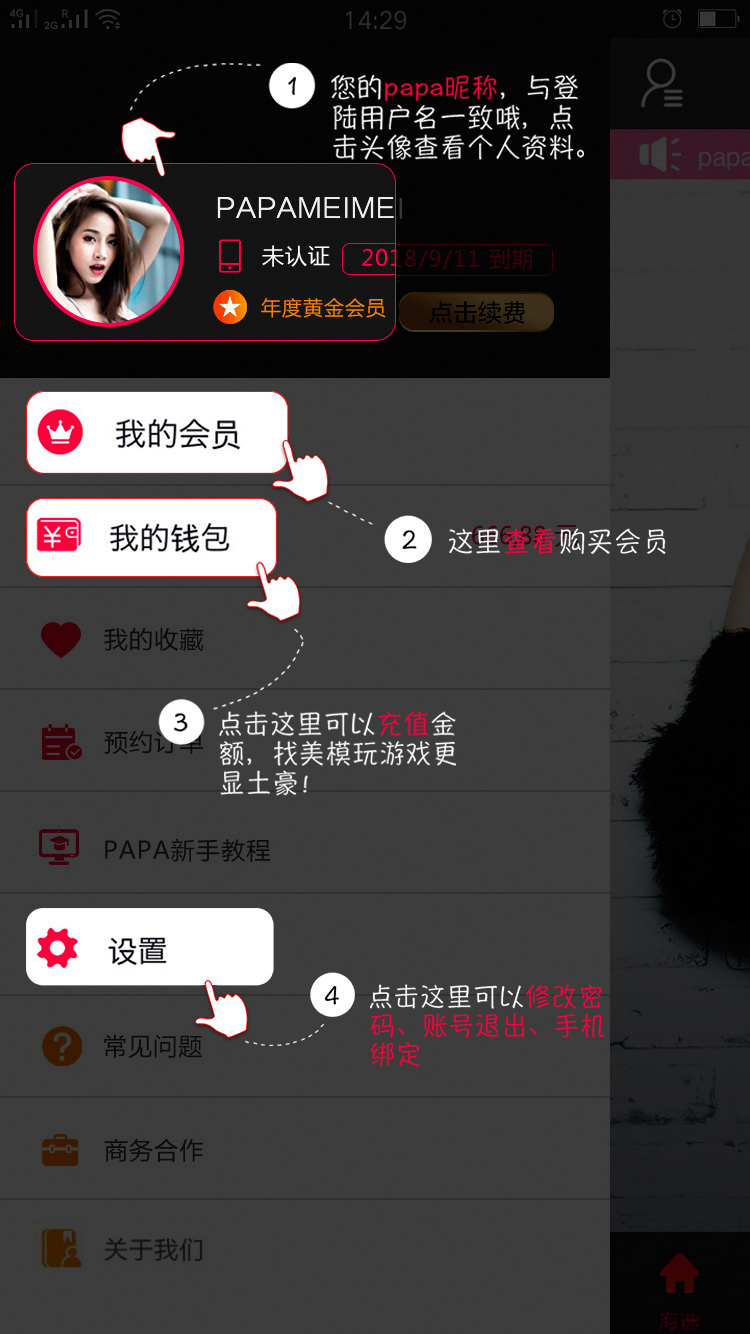 4G
2G
R
14:29
1
您的papa昵称，与登
陆用户名一致哦，点
击头像查看个人资料。
papa
PAPAMEIME
未认证
2018/9/11 到期
年度黄金会员
点击续费
我的会员
我的钱包
2
这里查看购买会员
我的收藏
3
点击这里可以充值金
额，找美模玩游戏更
显土豪！
预约订单
PAPA新手教程
设置
4
点击这里可以修改密
码、账号退出、手机
绑定
常见问题
商务合作
关于我们
海选